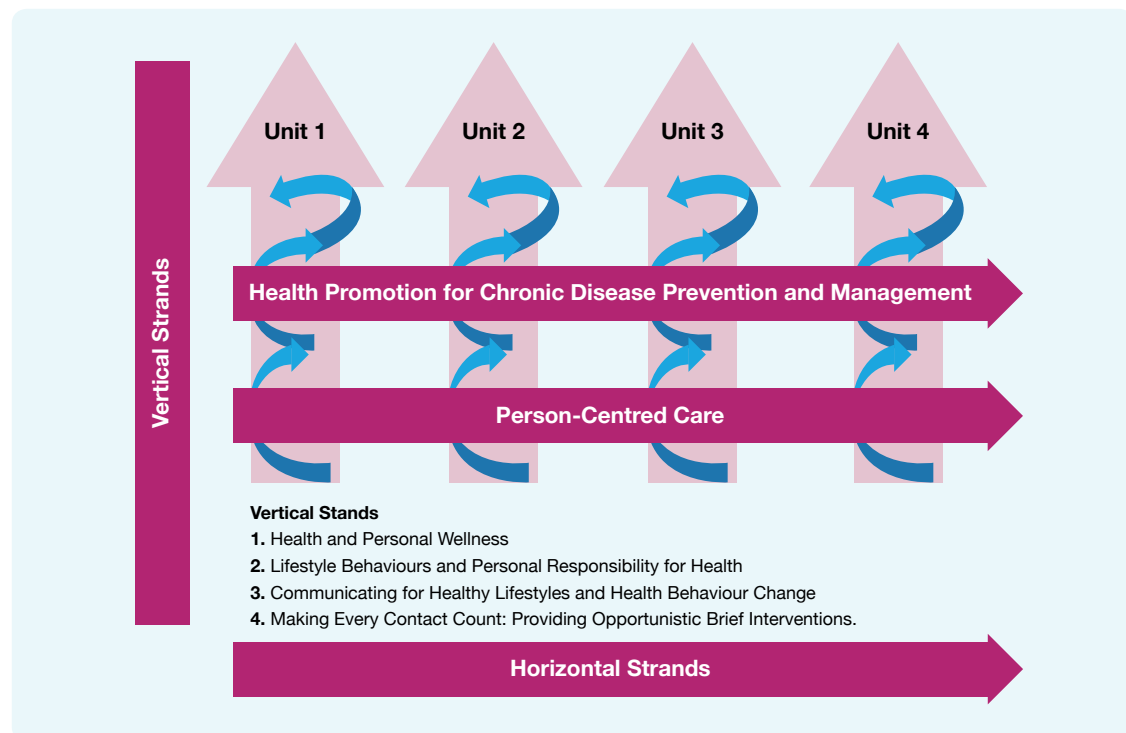 Unit 1
Unit 2
Unit 3
Unit 4
Vertical Strands
Health Promotion for Chronic Disease Prevention and Management
Person-Centred Care
Vertical Stands
1. Health and Personal Wellness
2. Lifestyle Behaviours and Personal Responsibility for Health
3. Communicating for Healthy Lifestyles and Health Behaviour Change
4. Making Every Contact Count: Providing Opportunistic Brief Interventions.
Horizontal Strands